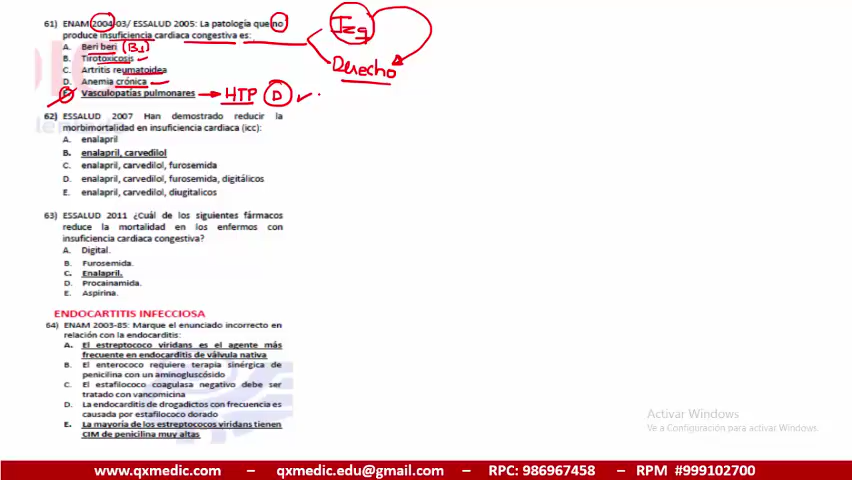 61) ENAM 2004-03/ ESSALUD 2005: La patología que no
produce insuficiencia cardiaca congestiva es:
A. Beri beri (B1)
B. Tirotoxicosis
C. Artritis reumatoidea
D. Anemia crónica
E. Vasculopatías pulmonares → HTP D
Izq
Derecho
62) ESSALUD 2007 Han demostrado reducir la
morbimortalidad en insuficiencia cardiaca (icc):
A. enalapril
B. enalapril, carvedilol
C. enalapril, carvedilol, furosemida
D. enalapril, carvedilol, furosemida, digitálicos
E. enalapril, carvedilol, diugitalicos
63) ESSALUD 2011 ¿Cuál de los siguientes fármacos
reduce la mortalidad en los enfermos con
insuficiencia cardiaca congestiva?
A. Digital.
B. Furosemida.
C. Enalapril.
D. Procainamida.
E. Aspirina.
ENDOCARTITIS INFECCIOSA
64) ENAM 2003-85: Marque el enunciado incorrecto en
relación con la endocarditis:
A. El estreptococo viridans es el agente más
frecuente en endocarditis de válvula nativa
B. El enterococo requiere terapia sinérgica de
penicilina con un aminogluscósido
C. El estafilococo coagulasa negativo debe ser
tratado con vancomicina
D. La endocarditis de drogadictos con frecuencia es
causada por estafilococo dorado
E. La mayoría de los estreptococos viridans tienen
CIM de penicilina muy altas
Activar Windows
Ve a Configuración para activar Windows.
www.qxmedic.com – qxmedic.edu@gmail.com – RPC: 986967458 – RPM #999102700